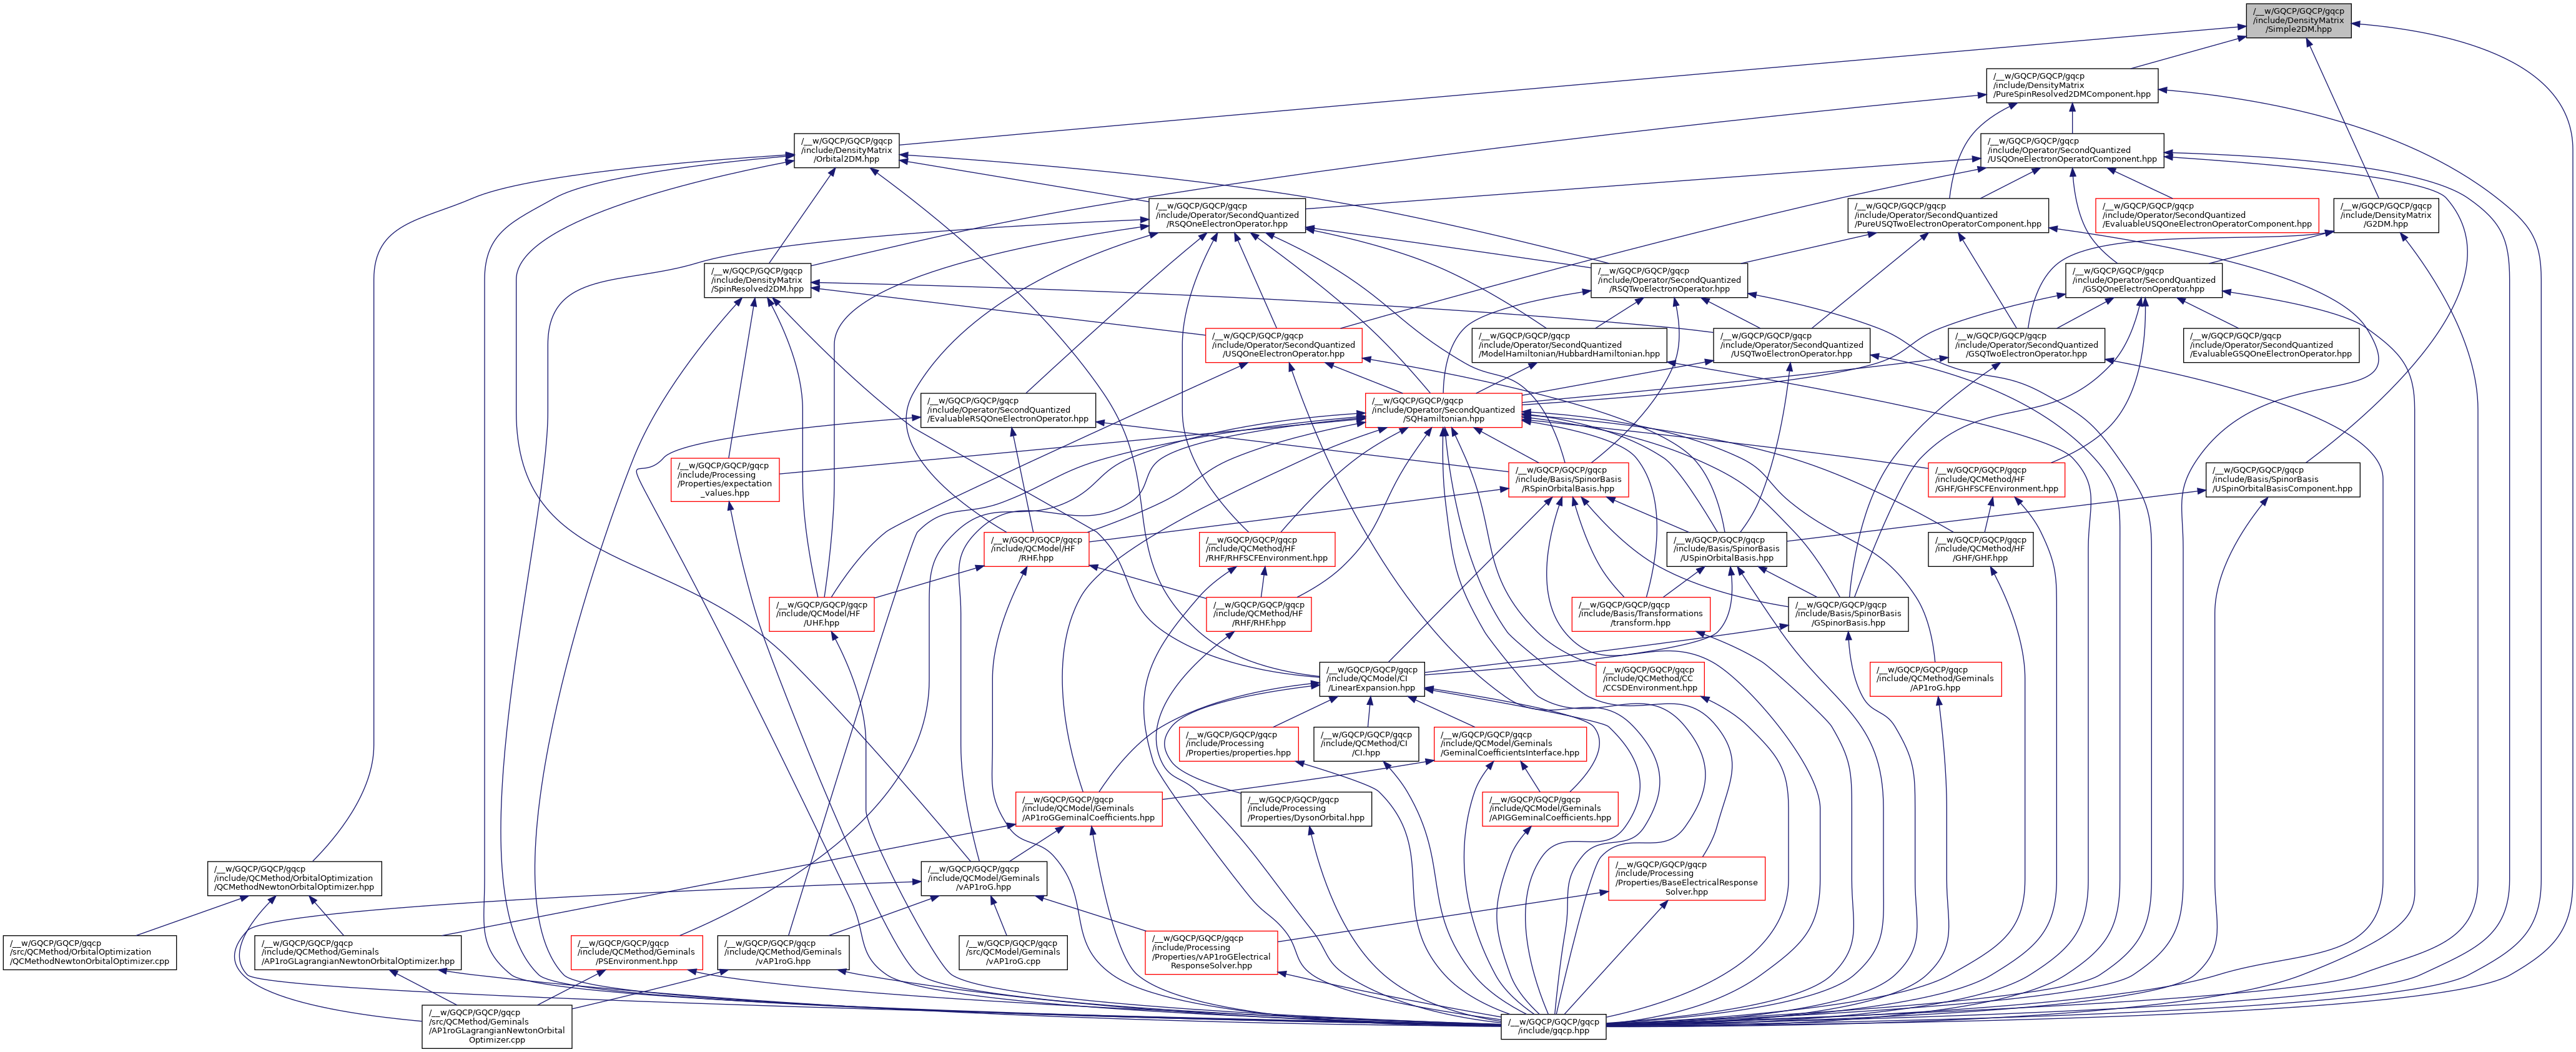 /__w/GQCP/GQCP/gqcp
/include/DensityMatrix
/Simple2DM.hpp
/__w/GQCP/GQCP/gqcp
/include/DensityMatrix
/PureSpinResolved2DMComponent.hpp
/__w/GQCP/GQCP/gqcp
/include/DensityMatrix
/Orbital2DM.hpp
/__w/GQCP/GQCP/gqcp
/include/Operator/SecondQuantized
/USQOneElectronOperatorComponent.hpp
/__w/GQCP/GQCP/gqcp
/include/Operator/SecondQuantized
/RSQOneElectronOperator.hpp
/__w/GQCP/GQCP/gqcp
/include/Operator/SecondQuantized
/PureUSQTwoElectronOperatorComponent.hpp
/__w/GQCP/GQCP/gqcp
/include/Operator/SecondQuantized
/EvaluableUSQOneElectronOperatorComponent.hpp
/__w/GQCP/GQCP/gqcp
/include/DensityMatrix
/G2DM.hpp
/__w/GQCP/GQCP/gqcp
/include/DensityMatrix
/SpinResolved2DM.hpp
/__w/GQCP/GQCP/gqcp
/include/Operator/SecondQuantized
/RSQTwoElectronOperator.hpp
/__w/GQCP/GQCP/gqcp
/include/Operator/SecondQuantized
/GSQOneElectronOperator.hpp
/__w/GQCP/GQCP/gqcp
/include/Operator/SecondQuantized
/USQOneElectronOperator.hpp
/__w/GQCP/GQCP/gqcp
/include/Operator/SecondQuantized
/ModelHamiltonian/HubbardHamiltonian.hpp
/__w/GQCP/GQCP/gqcp
/include/Operator/SecondQuantized
/USQTwoElectronOperator.hpp
/__w/GQCP/GQCP/gqcp
/include/Operator/SecondQuantized
/GSQTwoElectronOperator.hpp
/__w/GQCP/GQCP/gqcp
/include/Operator/SecondQuantized
/EvaluableGSQOneElectronOperator.hpp
/__w/GQCP/GQCP/gqcp
/include/Operator/SecondQuantized
/EvaluableRSQOneElectronOperator.hpp
/__w/GQCP/GQCP/gqcp
/include/Operator/SecondQuantized
/SQHamiltonian.hpp
/__w/GQCP/GQCP/gqcp
/include/Processing
/Properties/expectation
_values.hpp
/__w/GQCP/GQCP/gqcp
/include/Basis/SpinorBasis
/RSpinOrbitalBasis.hpp
/__w/GQCP/GQCP/gqcp
/include/QCMethod/HF
/GHF/GHFSCFEnvironment.hpp
/__w/GQCP/GQCP/gqcp
/include/Basis/SpinorBasis
/USpinOrbitalBasisComponent.hpp
/__w/GQCP/GQCP/gqcp
/include/QCModel/HF
/RHF.hpp
/__w/GQCP/GQCP/gqcp
/include/QCMethod/HF
/RHF/RHFSCFEnvironment.hpp
/__w/GQCP/GQCP/gqcp
/include/Basis/SpinorBasis
/USpinOrbitalBasis.hpp
/__w/GQCP/GQCP/gqcp
/include/QCMethod/HF
/GHF/GHF.hpp
/__w/GQCP/GQCP/gqcp
/include/QCModel/HF
/UHF.hpp
/__w/GQCP/GQCP/gqcp
/include/QCMethod/HF
/RHF/RHF.hpp
/__w/GQCP/GQCP/gqcp
/include/Basis/Transformations
/transform.hpp
/__w/GQCP/GQCP/gqcp
/include/Basis/SpinorBasis
/GSpinorBasis.hpp
/__w/GQCP/GQCP/gqcp
/include/QCModel/CI
/LinearExpansion.hpp
/__w/GQCP/GQCP/gqcp
/include/QCMethod/CC
/CCSDEnvironment.hpp
/__w/GQCP/GQCP/gqcp
/include/QCMethod/Geminals
/AP1roG.hpp
/__w/GQCP/GQCP/gqcp
/include/Processing
/Properties/properties.hpp
/__w/GQCP/GQCP/gqcp
/include/QCMethod/CI
/CI.hpp
/__w/GQCP/GQCP/gqcp
/include/QCModel/Geminals
/GeminalCoefficientsInterface.hpp
/__w/GQCP/GQCP/gqcp
/include/QCModel/Geminals
/AP1roGGeminalCoefficients.hpp
/__w/GQCP/GQCP/gqcp
/include/Processing
/Properties/DysonOrbital.hpp
/__w/GQCP/GQCP/gqcp
/include/QCModel/Geminals
/APIGGeminalCoefficients.hpp
/__w/GQCP/GQCP/gqcp
/include/QCMethod/OrbitalOptimization
/QCMethodNewtonOrbitalOptimizer.hpp
/__w/GQCP/GQCP/gqcp
/include/QCModel/Geminals
/vAP1roG.hpp
/__w/GQCP/GQCP/gqcp
/include/Processing
/Properties/BaseElectricalResponse
Solver.hpp
/__w/GQCP/GQCP/gqcp
/src/QCMethod/OrbitalOptimization
/QCMethodNewtonOrbitalOptimizer.cpp
/__w/GQCP/GQCP/gqcp
/include/QCMethod/Geminals
/AP1roGLagrangianNewtonOrbitalOptimizer.hpp
/__w/GQCP/GQCP/gqcp
/include/QCMethod/Geminals
/PSEnvironment.hpp
/__w/GQCP/GQCP/gqcp
/include/QCMethod/Geminals
/vAP1roG.hpp
/__w/GQCP/GQCP/gqcp
/src/QCModel/Geminals
/vAP1roG.cpp
/__w/GQCP/GQCP/gqcp
/include/Processing
/Properties/vAP1roGElectrical
ResponseSolver.hpp
/__w/GQCP/GQCP/gqcp
/src/QCMethod/Geminals
/AP1roGLagrangianNewtonOrbital
Optimizer.cpp
/__w/GQCP/GQCP/gqcp
/include/gqcp.hpp